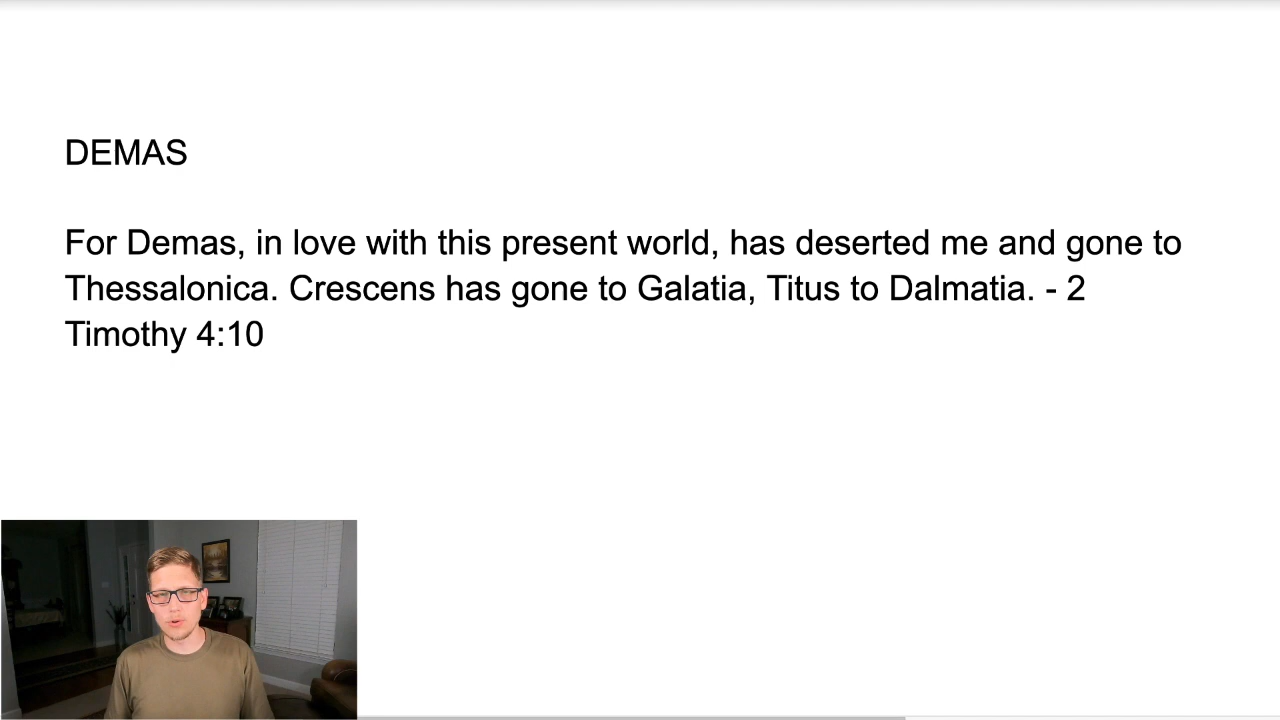 DEMAS
For Demas, in love with this present world, has deserted me and gone to
Thessalonica. Crescens has gone to Galatia, Titus to Dalmatia. - 2
Timothy 4:10